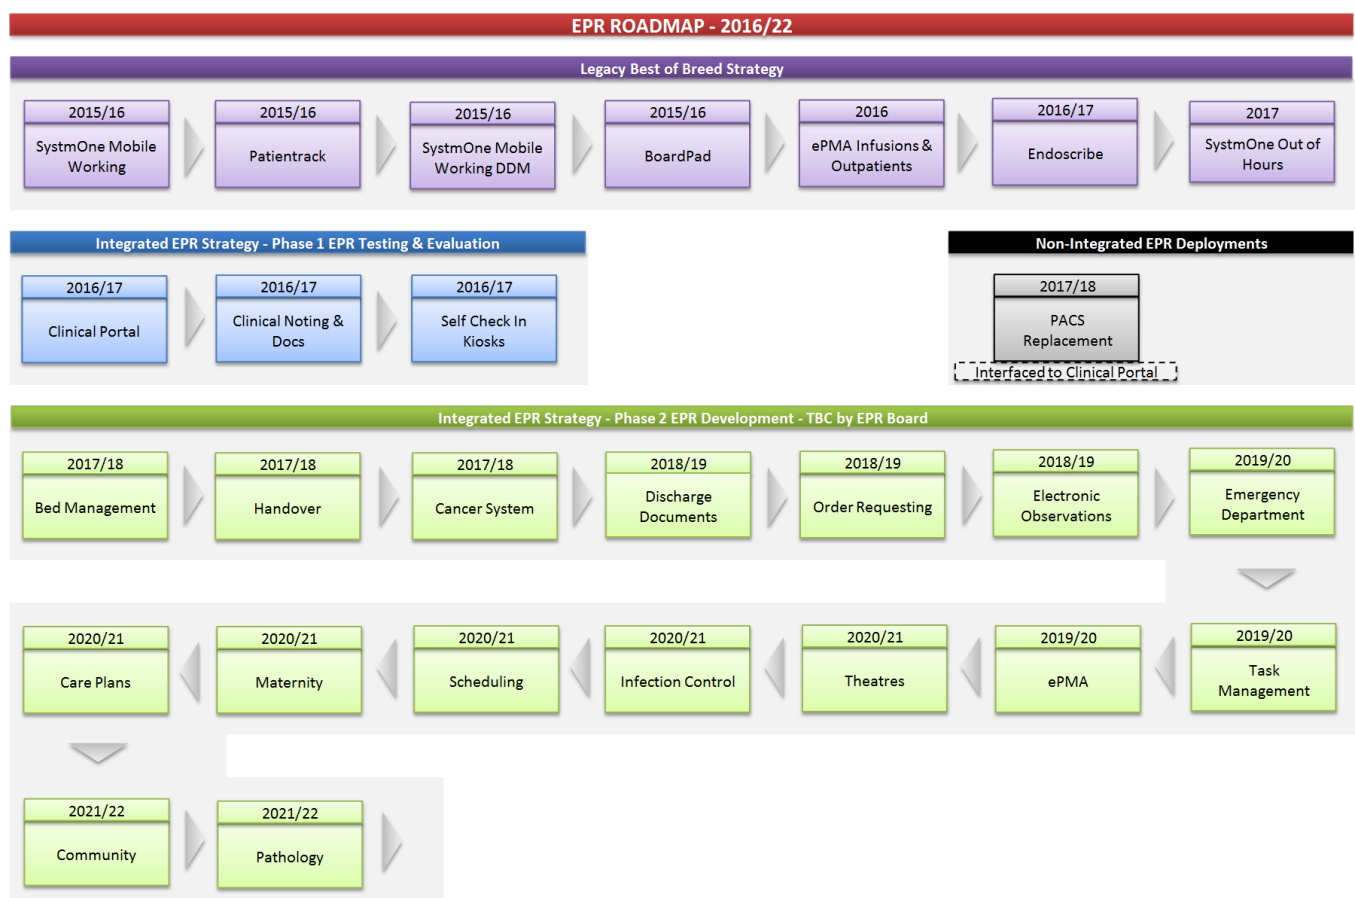 EPR ROADMAP - 2016/22
Legacy Best of Breed Strategy
2015/16
SystmOne Mobile
Working
2015/16
Patientrack
2015/16
SystmOne Mobile
Working DDM
2015/16
BoardPad
2016
ePMA Infusions &
Outpatients
2016/17
Endoscribe
2017
SystmOne Out of
Hours
Integrated EPR Strategy - Phase 1 EPR Testing & Evaluation
2016/17
Clinical Portal
2016/17
Clinical Noting &
Docs
2016/17
Self Check In
Kiosks
Non-Integrated EPR Deployments
2017/18
PACS
Replacement
Interfaced to Clinical Portal
Integrated EPR Strategy - Phase 2 EPR Development - TBC by EPR Board
2017/18
Bed Management
2017/18
Handover
2017/18
Cancer System
2018/19
Discharge
Documents
2018/19
Order Requesting
2018/19
Electronic
Observations
2019/20
Emergency
Department
2020/21
Care Plans
2020/21
Maternity
2020/21
Scheduling
2020/21
Infection Control
2020/21
Theatres
2019/20
ePMA
2019/20
Task
Management
2021/22
Community
2021/22
Pathology